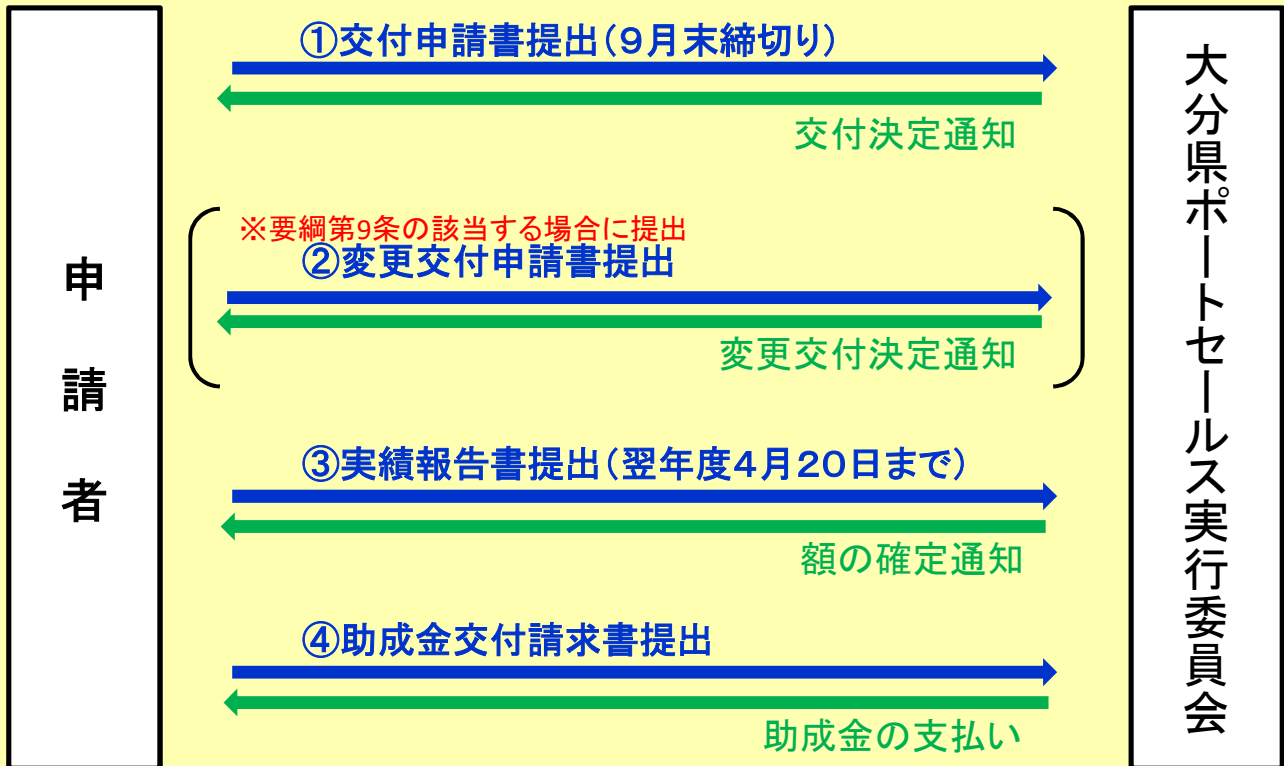 申請者
①交付申請書提出(9月末締切り)
交付決定通知
※要綱第9条の該当する場合に提出
②変更交付申請書提出
変更交付決定通知
③実績報告書提出(翌年度4月20日まで)
額の確定通知
④助成金交付請求書提出
助成金の支払い
大分県ポートセールス実行委員会